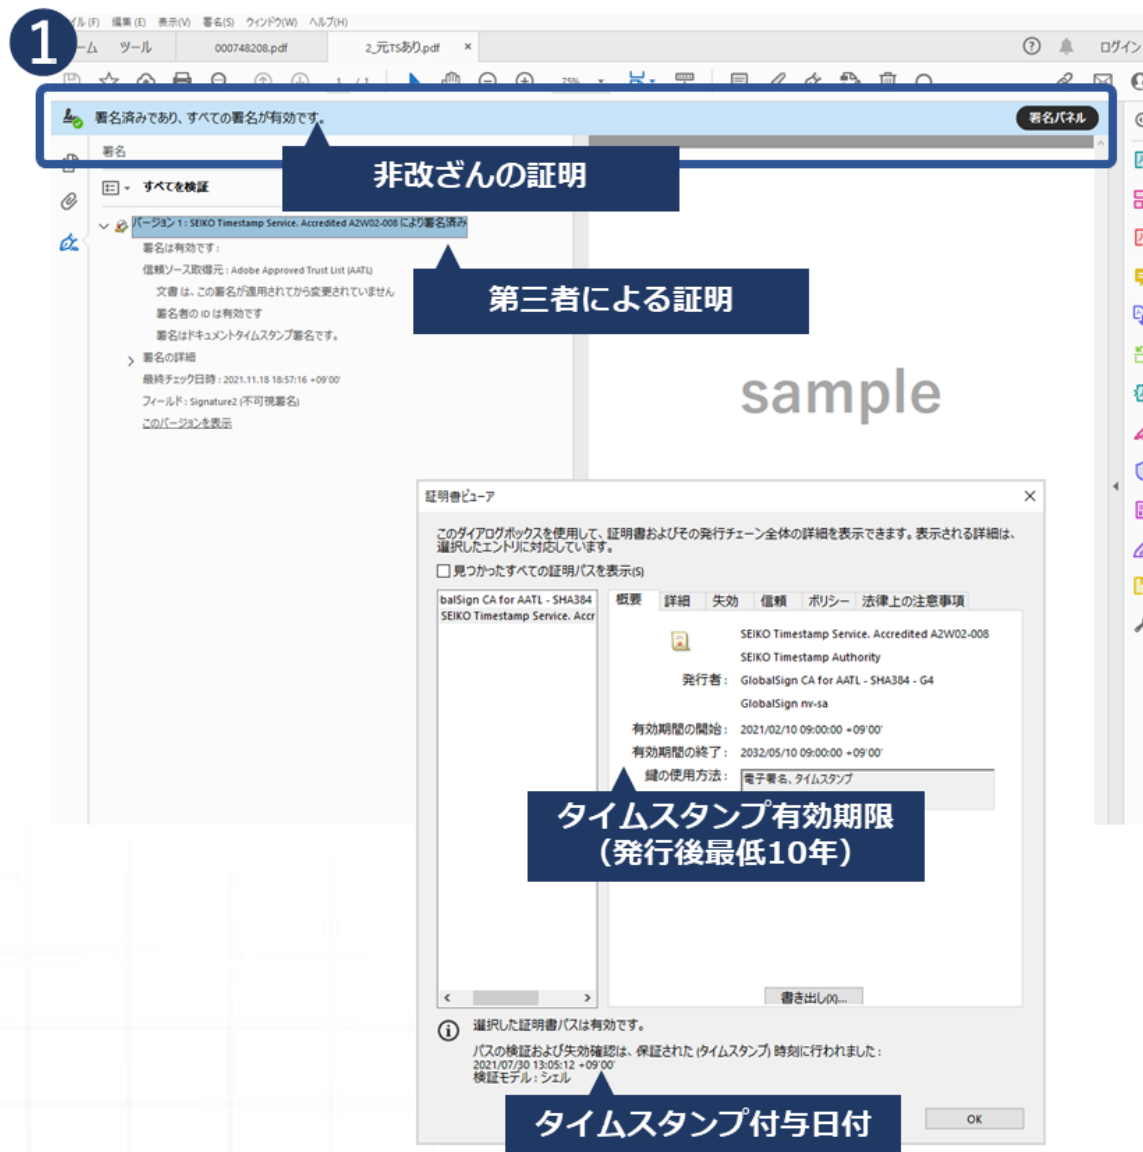 1
イル(F) 編集(E) 表示(V) 署名(S) ウィンドウ(W) ヘルプ(H)
ーム ツール 000748208.pdf 2_元TSあり.pdf × ログイン
1 / 1 75%
署名済みであり、すべての署名が有効です。 署名パネル
署名
非改ざんの証明
すべてを検証
バージョン 1 : SEIKO Timestamp Service. Accredited A2W02-008 により署名済み
署名は有効です :
信頼ソース取得元 : Adobe Approved Trust List (AATL)
第三者による証明
文書 は、この署名が適用されてから変更されていません
署名者の ID は有効です
署名はドキュメントタイムスタンプ署名です。
署名の詳細
最終チェック日時 : 2021.11.18 18:57:16 +09'00'
フィールド : Signature2 (不可視署名)
このバージョンを表示
sample
証明書ビューア
このダイアログボックスを使用して、証明書およびその発行チェーン全体の詳細を表示できます。表示される詳細は、
選択したエントリに対応しています。
見つかったすべての証明パスを表示(S)
balSign CA for AATL - SHA384
SEIKO Timestamp Service. Accr
概要 詳細 失効 信頼 ポリシー 法律上の注意事項
SEIKO Timestamp Service. Accredited A2W02-008
SEIKO Timestamp Authority
発行者 : GlobalSign CA for AATL - SHA384 - G4
GlobalSign nv-sa
有効期間の開始 : 2021/02/10 09:00:00 +09'00'
有効期間の終了 : 2032/05/10 09:00:00 +09'00'
鍵の使用方法 : 電子署名、タイムスタンプ
タイムスタンプ有効期限
（発行後最低10年）
書き出し(X)...
選択した証明書パスは有効です。
パスの検証および失効確認は、保証された (タイムスタンプ) 時刻に行われました :
2021/07/30 13:05:12 +09'00'
検証モデル : シェル
タイムスタンプ付与日付
OK